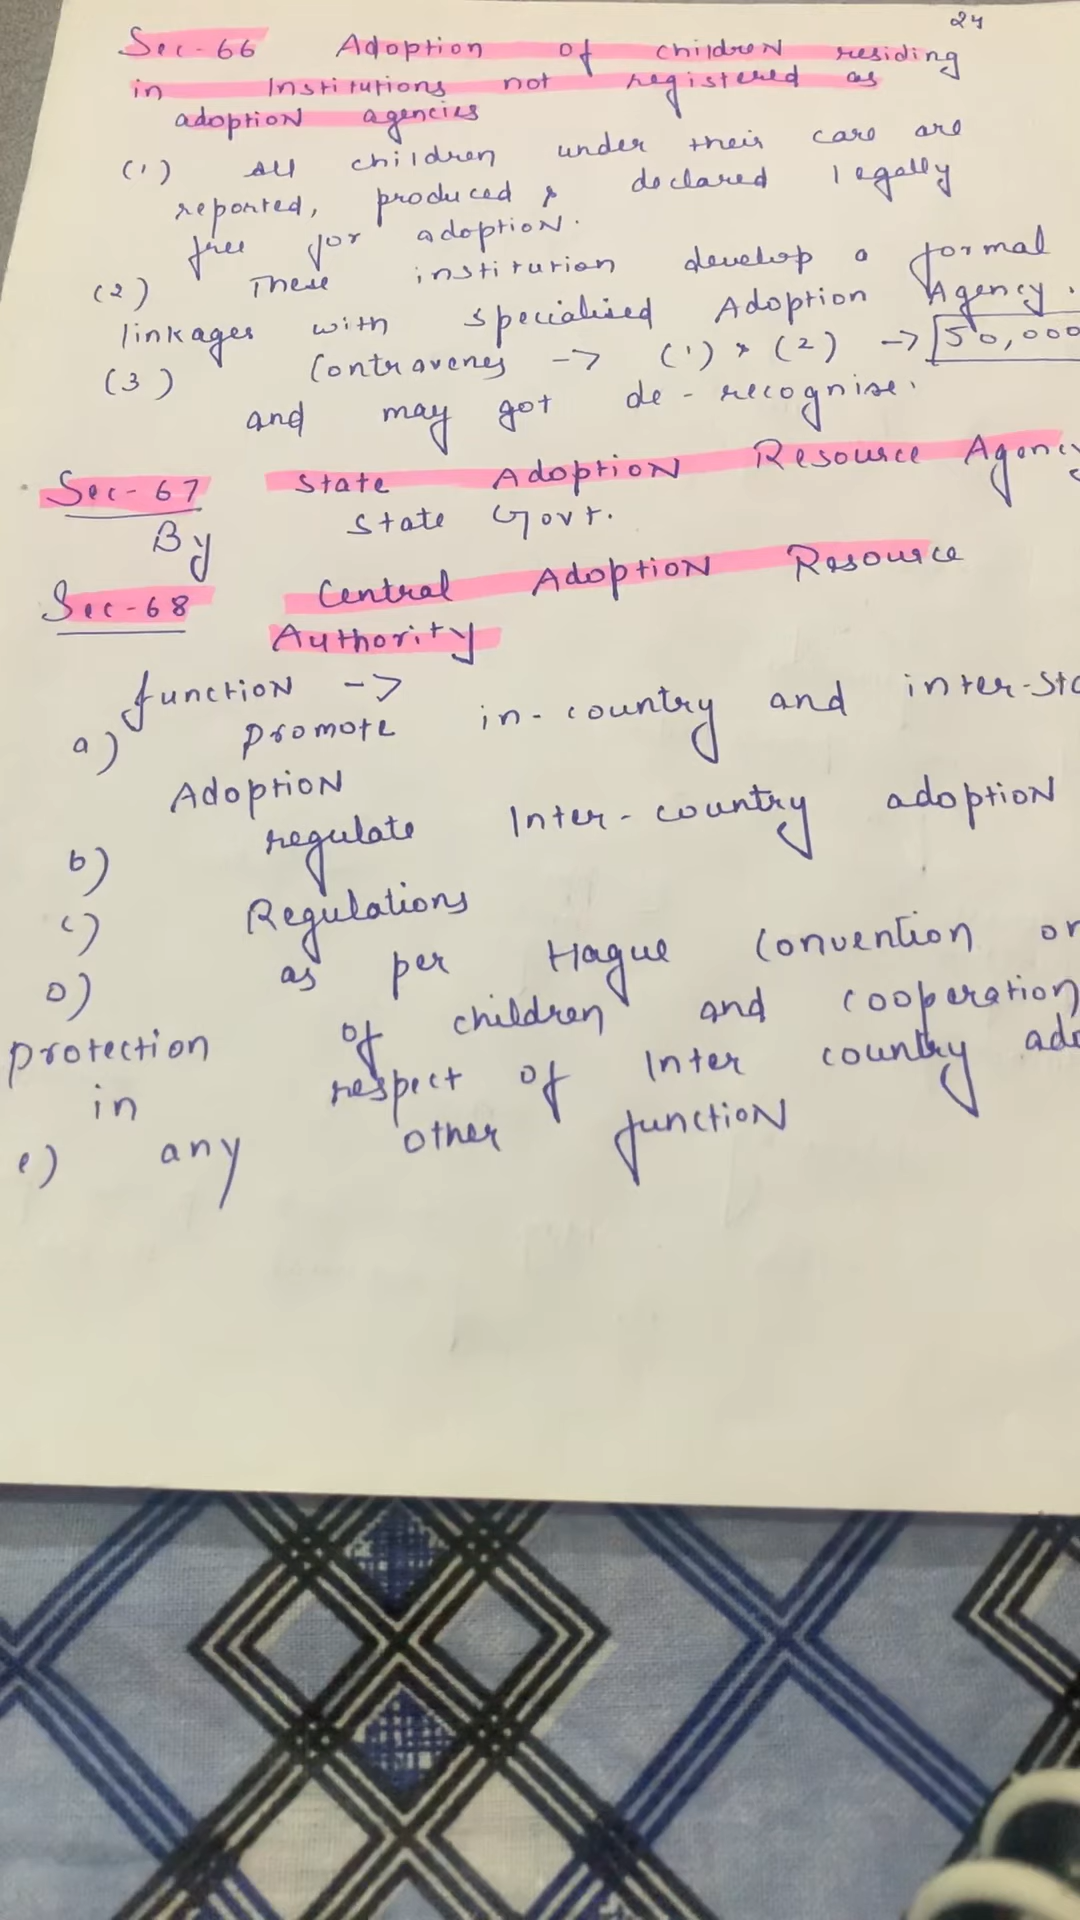 24
Sec-66 Adoption of children residing
in Institutions not registered as
adoption agencies
(1) All children under their care are
reported, produced & declared legally
free for adoption.
(2) These institution develop a formal
linkages with specialised Adoption Agency.
(3) Contravenes -> (1) & (2) -> 50,000
and may got de-recognise.
Sec-67 State Adoption Resource Agency
By State Govt.
Sec-68 Central Adoption Resource
Authority
function ->
a) promote in-country and inter-sta
Adoption
b) regulate Inter-country adoption
c) Regulations
D) as per Hague Convention on
protection of children and cooperation
in respect of Inter country ado
e) any other function